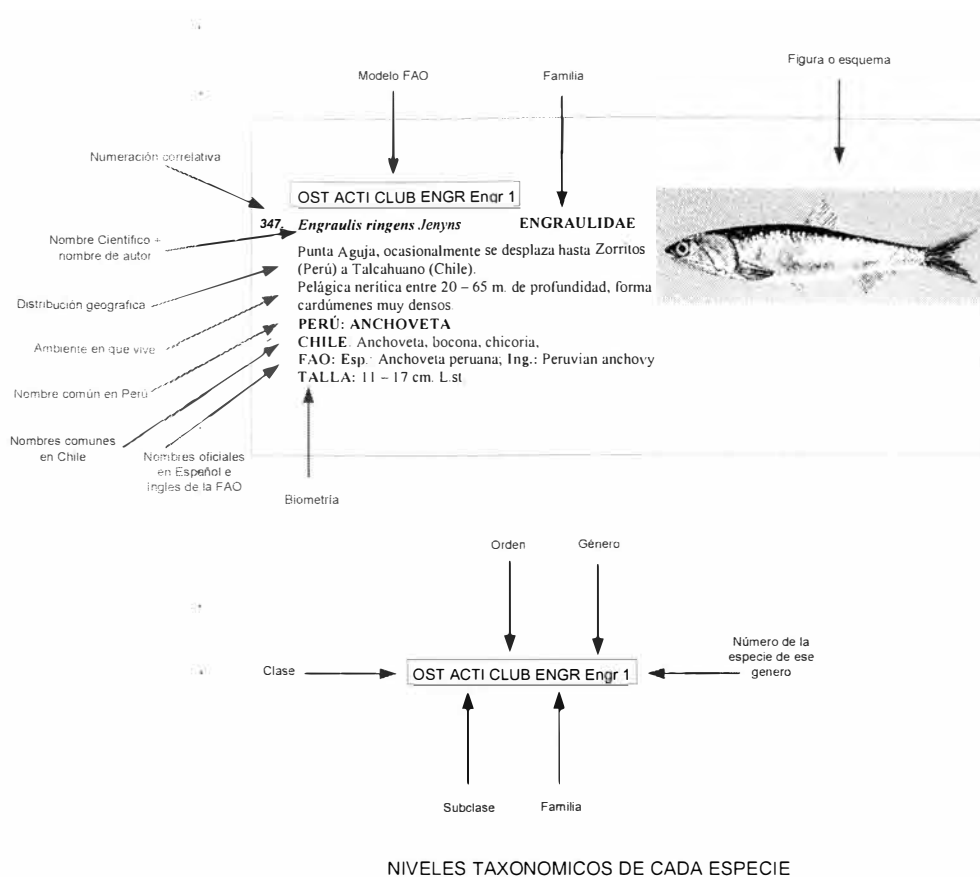 Modelo FAO
Familia
Figura o esquema
Numeración correlativa
OST ACTI CLUB ENGR Engr 1
347. Engraulis ringens Jenyns ENGRAULIDAE
Nombre Científico +
nombre de autor
Punta Aguja, ocasionalmente se desplaza hasta Zorritos
(Perú) a Talcahuano (Chile).
Distribución geografica
Pelágica nerítica entre 20 – 65 m. de profundidad, forma
cardúmenes muy densos.
Ambiente en que vive
PERÚ: ANCHOVETA
CHILE: Anchoveta, bocona, chicoria,
FAO: Esp.: Anchoveta peruana; Ing.: Peruvian anchovy
TALLA: 11 – 17 cm. L.st
Nombre común en Perú
Nombres comunes
en Chile
Nombres oficiales
en Español e
ingles de la FAO
Biometría
Orden
Género
Clase
OST ACTI CLUB ENGR Engr 1
Número de la
especie de ese
genero
Subclase
Familia
NIVELES TAXONOMICOS DE CADA ESPECIE